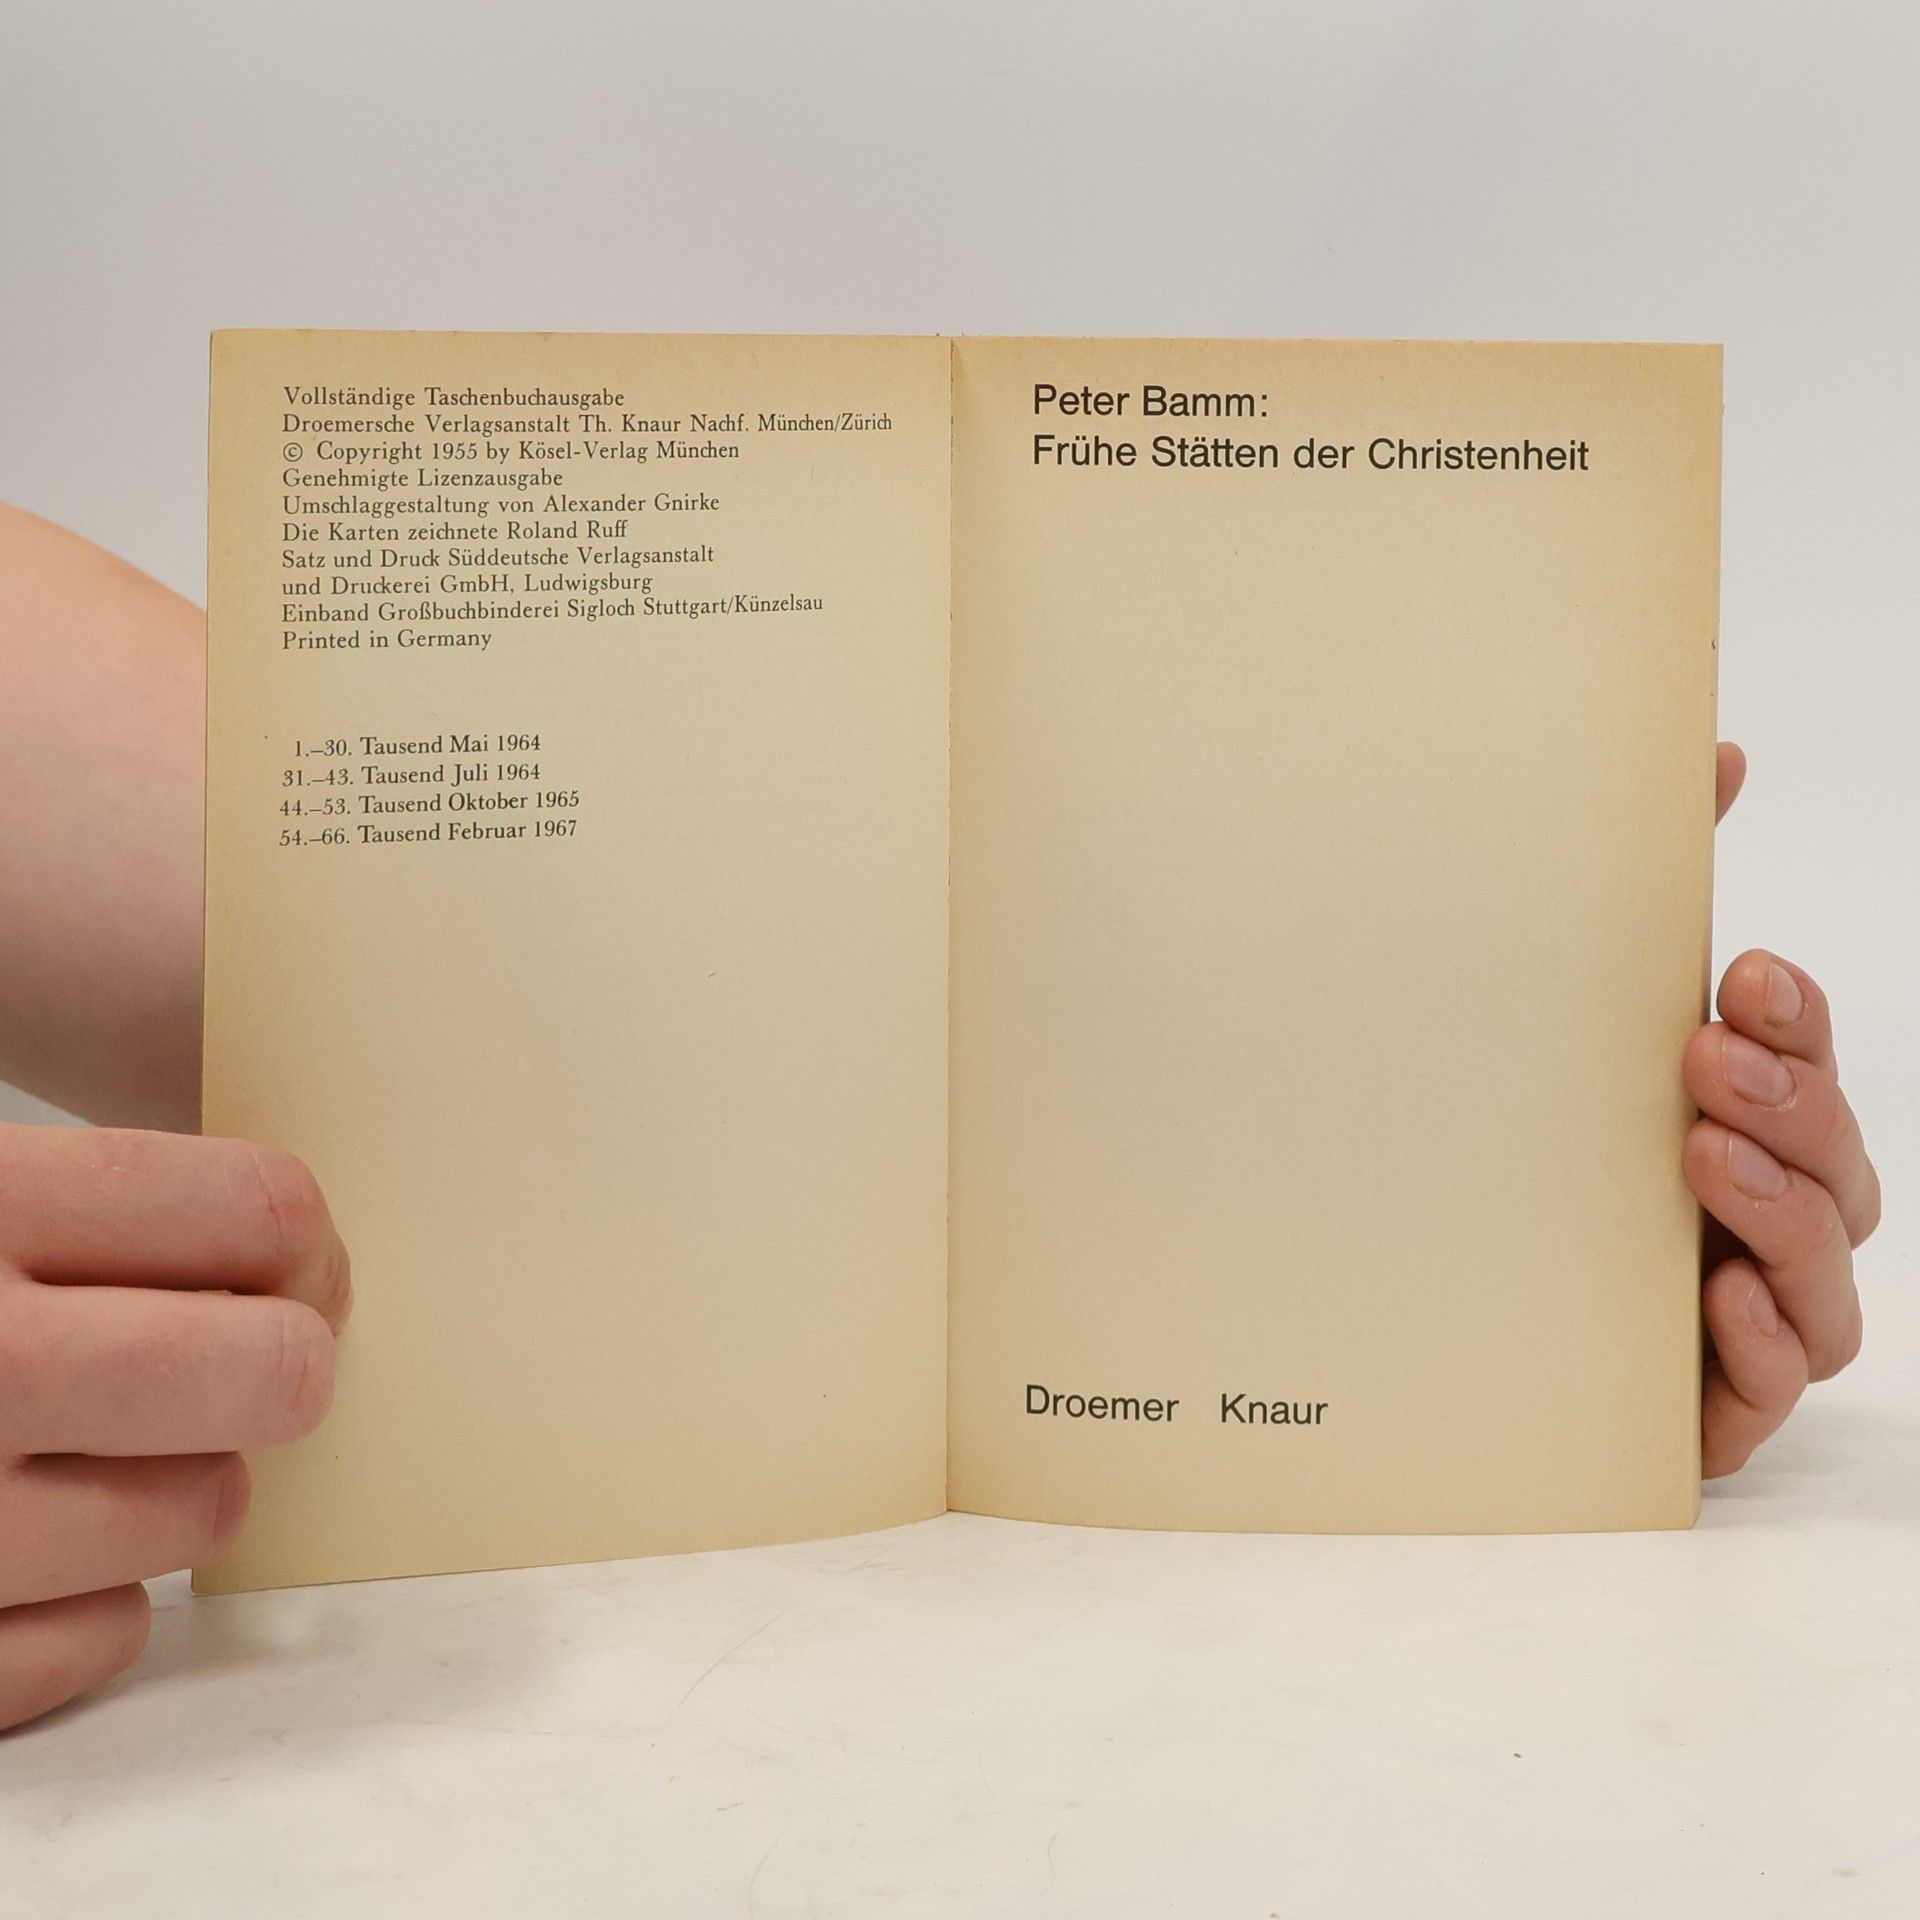 Vollständige Taschenbuchausgabe
Droemersche Verlagsanstalt Th. Knaur Nachf. München/Zürich
© Copyright 1955 by Kösel-Verlag München
Genehmigte Lizenzausgabe
Umschlaggestaltung von Alexander Gnirke
Die Karten zeichnete Roland Ruff
Satz und Druck Süddeutsche Verlagsanstalt
und Druckerei GmbH, Ludwigsburg
Einband Großbuchbinderei Sigloch Stuttgart/Künzelsau
Printed in Germany
1.–30. Tausend Mai 1964
31.–43. Tausend Juli 1964
44.–53. Tausend Oktober 1965
54.–66. Tausend Februar 1967
Peter Bamm:
Frühe Stätten der Christenheit
Droemer Knaur